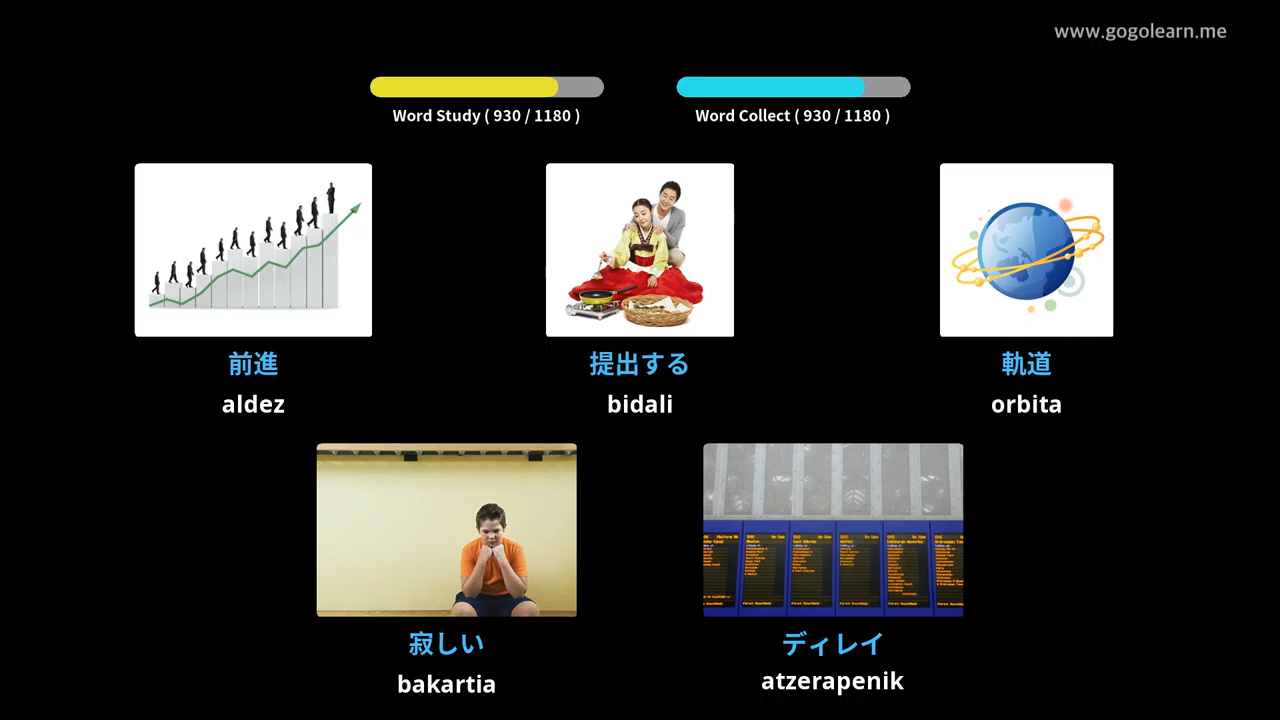 www.gogolearn.me
Word Study ( 930 / 1180 )
Word Collect ( 930 / 1180 )
前進
aldez
提出する
bidali
軌道
orbita
寂しい
bakartia
ディレイ
atzerapenik